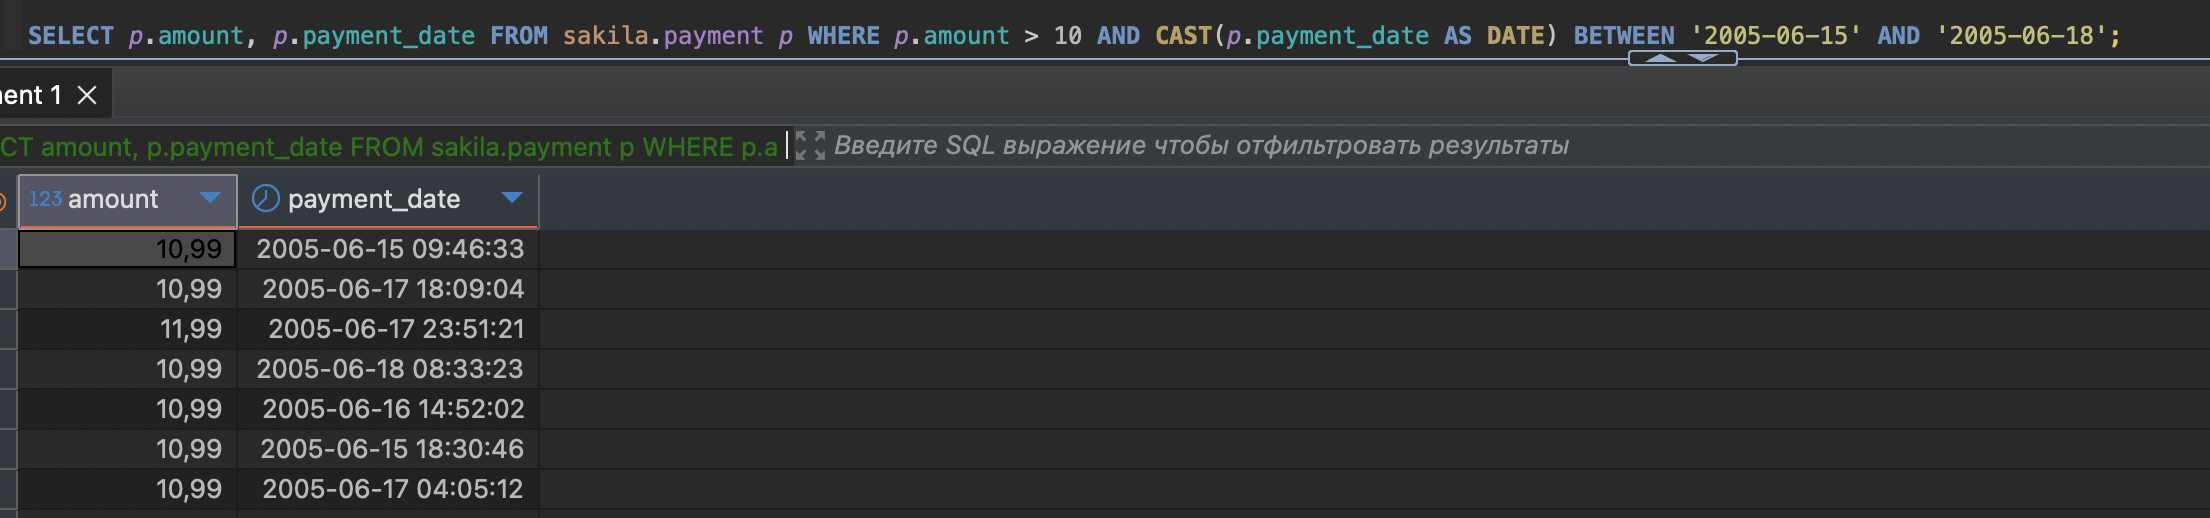 SELECT p.amount, p.payment_date FROM sakila.payment p WHERE p.amount > 10 AND CAST(p.payment_date AS DATE) BETWEEN '2005-06-15' AND '2005-06-18';
ent 1
CT amount, p.payment_date FROM sakila.payment p WHERE p.a Введите SQL выражение чтобы отфильтровать результаты
123 amount payment_date
10,99 2005-06-15 09:46:33
10,99 2005-06-17 18:09:04
11,99 2005-06-17 23:51:21
10,99 2005-06-18 08:33:23
10,99 2005-06-16 14:52:02
10,99 2005-06-15 18:30:46
10,99 2005-06-17 04:05:12